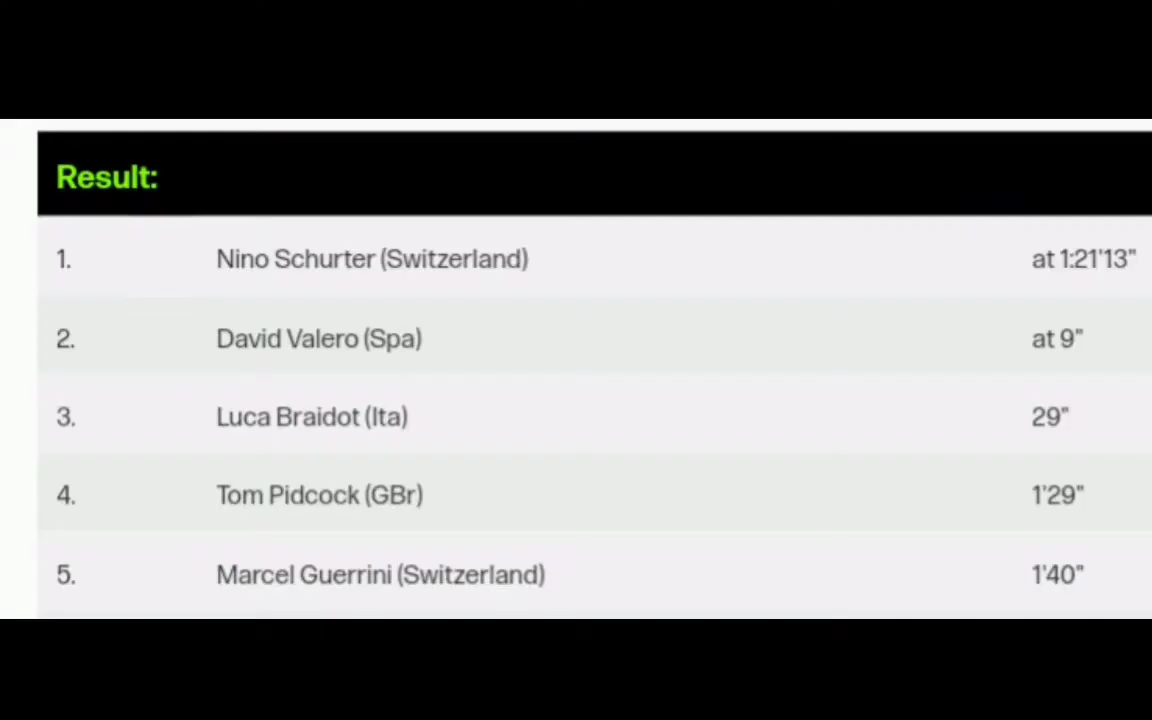 Result:
1. Nino Schurter (Switzerland) at 1:21'13"
2. David Valero (Spa) at 9"
3. Luca Braidot (Ita) 29"
4. Tom Pidcock (GBr) 1'29"
5. Marcel Guerrini (Switzerland) 1'40"